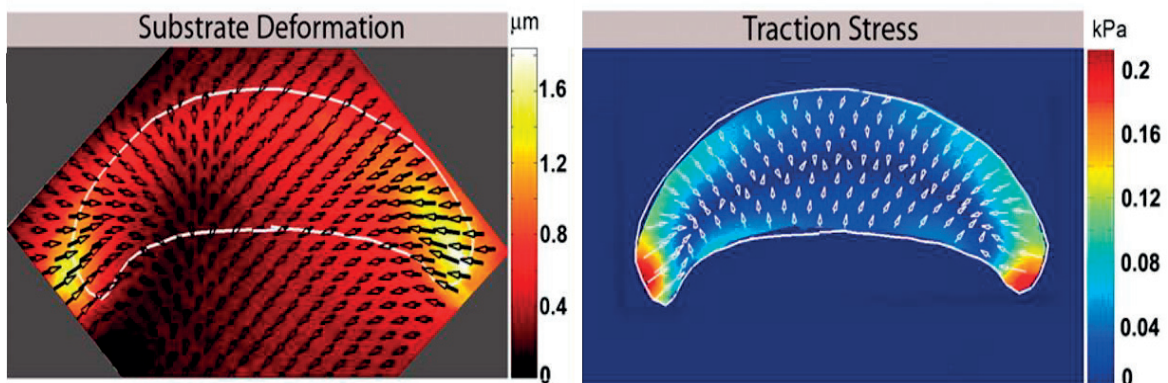 Substrate Deformation
μm
1.6
1.2
0.8
0.4
0
Traction Stress
kPa
0.2
0.16
0.12
0.08
0.04
0